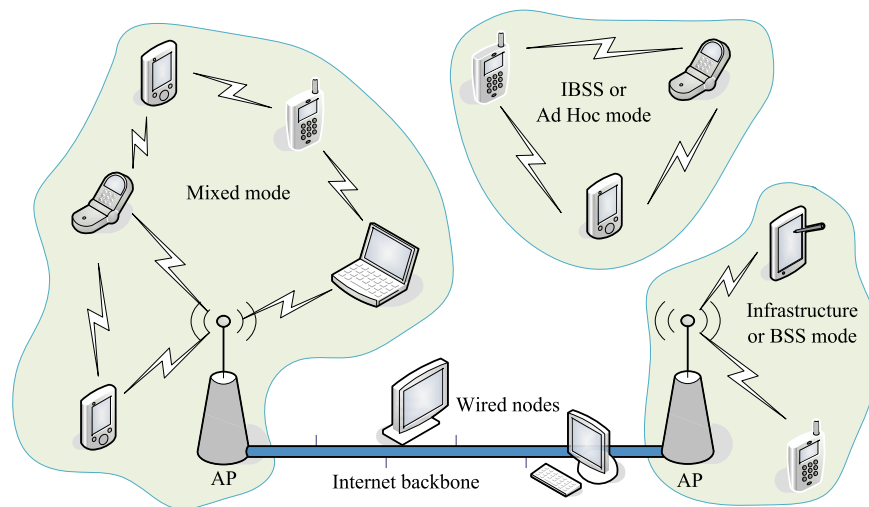 IBSS or
Ad Hoc mode
Mixed mode
Infrastructure
or BSS mode
Wired nodes
AP
Internet backbone
AP